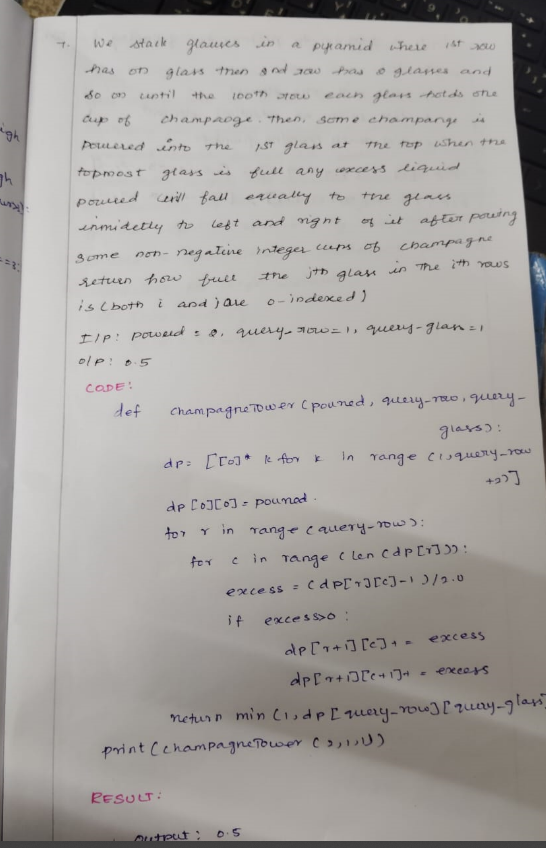 7. We stack glasses in a pyramid where 1st row
has on glass then 2nd row has 2 glasses and
so on until the 100th row each glass holds one
cup of champange. Then, some champange is
poured into the 1st glass at the top when the
topmost glass is full any excess liquid
poured will fall equally to the glass
inmidetly to left and right of it after pouring
some non-negative integer cups of champagne
return how full the jth glass in the ith rows
is (both i and j are 0-indexed)
I/P: poured = 2, query_row=1, query-glass=1
O/P: 0.5
CODE:
def champagneTower (poured, query_row, query_
glass):
dp= [[0]* k for k in range (1,query_row
+2)]
dp[0][0] = poured.
for r in range (query_row):
for c in range (len(dp[r])):
excess = (dp[r][c]-1)/2.0
if excess>0:
dp[r+1][c]+= excess
dp[r+1][c+1]+= excess
return min(1,dp[query_row][query_glass]
print(champagneTower(2,1,1))
RESULT:
output: 0.5
igh
gh